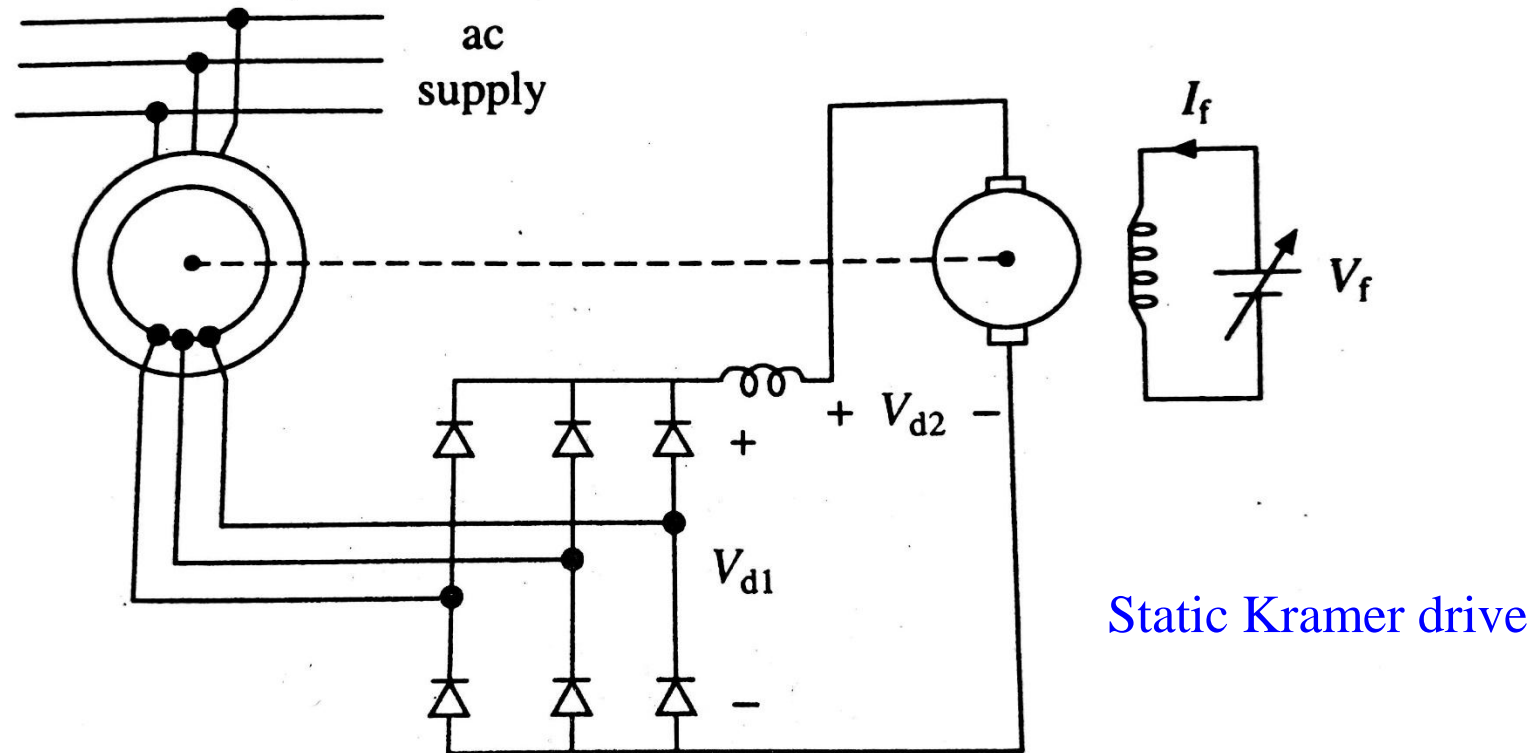 ac
supply
I_f
V_f
+ V_d2 −
+
V_d1
−
Static Kramer drive